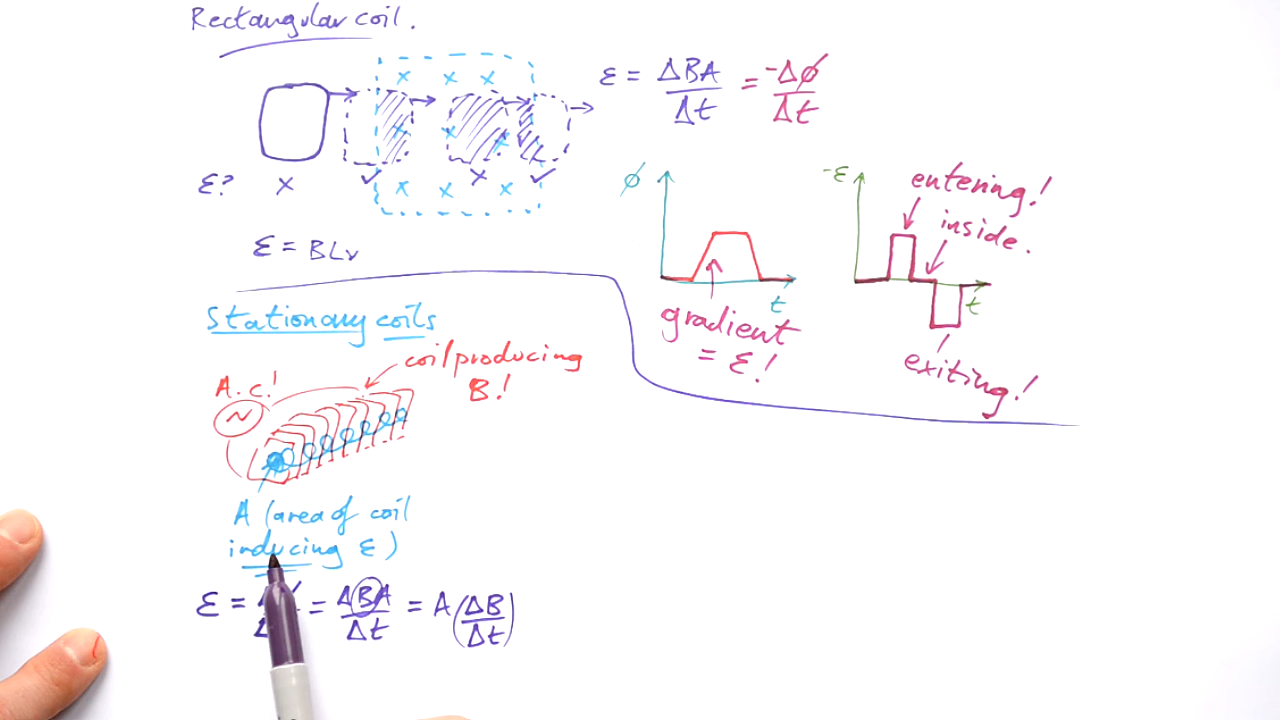 Rectangular coil.
ε = ΔBA/Δt = -Δϕ/Δt
x x x
x x x
ε? x ✓ x ✓
x x x
ε = BLv
ϕ
t
gradient
= ε!
-ε
entering!
inside.
t
exiting!
Stationary coils
A.c!
~
coil producing
B!
A (area of coil
inducing ε)
ε = = ΔBA/Δt = A(ΔB/Δt)